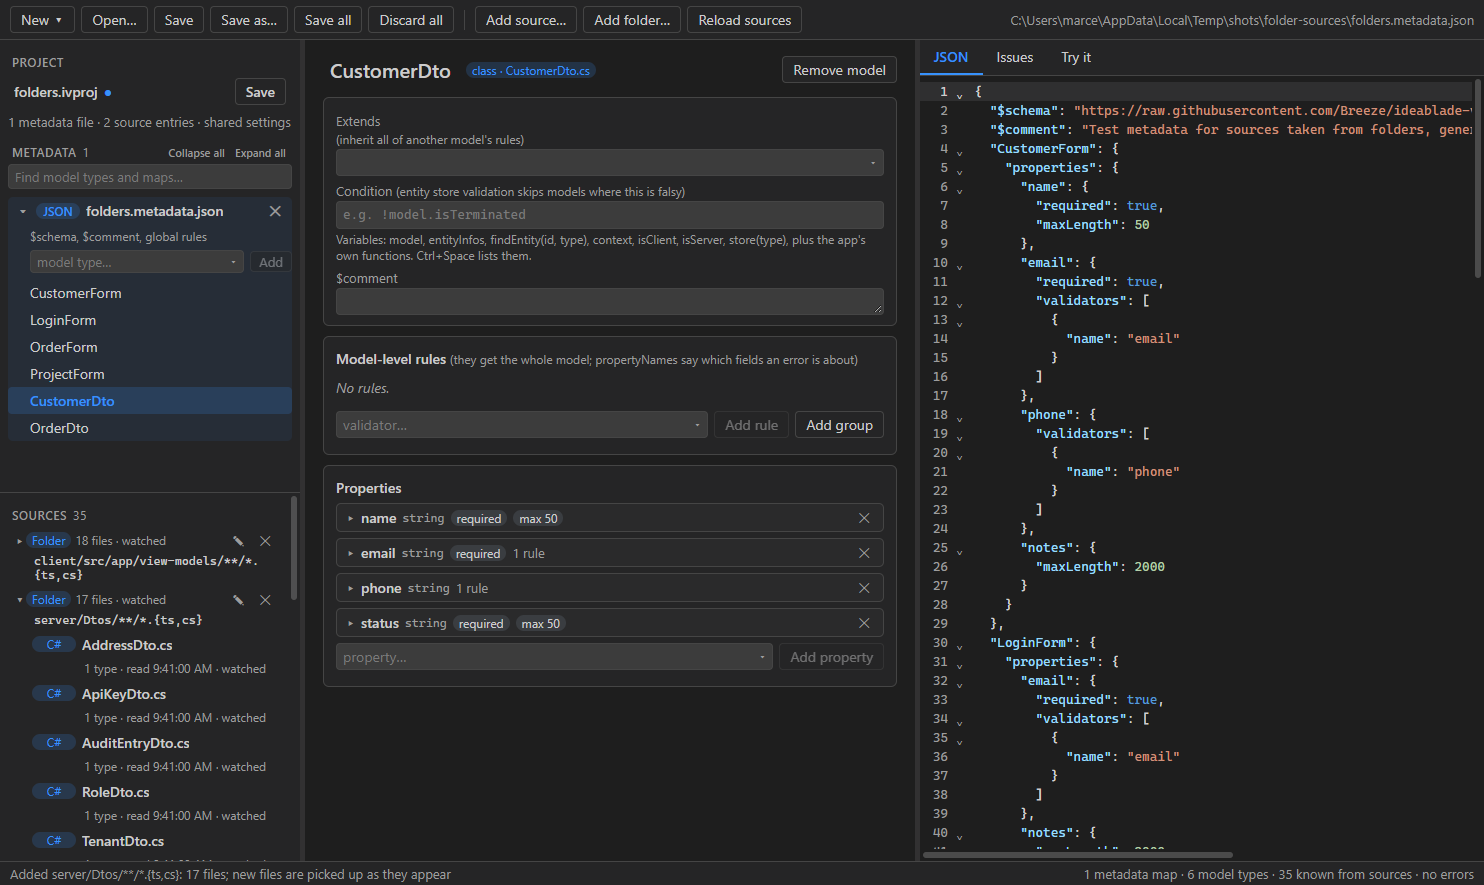 New ▾ Open... Save Save as... Save all Discard all Add source... Add folder... Reload sources C:\Users\marce\AppData\Local\Temp\shots\folder-sources\folders.metadata.json
PROJECT
folders.ivproj Save
1 metadata file · 2 source entries · shared settings
METADATA 1 Collapse all Expand all
Find model types and maps...
JSON folders.metadata.json
$schema, $comment, global rules
model type... Add
CustomerForm
LoginForm
OrderForm
ProjectForm
CustomerDto
OrderDto
SOURCES 35
Folder 18 files · watched
client/src/app/view-models/**/*.
{ts,cs}
Folder 17 files · watched
server/Dtos/**/*.{ts,cs}
C# AddressDto.cs
1 type · read 9:41:00 AM · watched
C# ApiKeyDto.cs
1 type · read 9:41:00 AM · watched
C# AuditEntryDto.cs
1 type · read 9:41:00 AM · watched
C# RoleDto.cs
1 type · read 9:41:00 AM · watched
C# TenantDto.cs
CustomerDto class · CustomerDto.cs Remove model
Extends
(inherit all of another model's rules)
Condition (entity store validation skips models where this is falsy)
e.g. !model.isTerminated
Variables: model, entityInfos, findEntity(id, type), context, isClient, isServer, store(type), plus the app's
own functions. Ctrl+Space lists them.
$comment
Model-level rules (they get the whole model; propertyNames say which fields an error is about)
No rules.
validator... Add rule Add group
Properties
name string required max 50
email string required 1 rule
phone string 1 rule
status string required max 50
property... Add property
JSON Issues Try it
1 {
2 "$schema": "https://raw.githubusercontent.com/Breeze/ideablade-
3 "$comment": "Test metadata for sources taken from folders, gene
4 "CustomerForm": {
5 "properties": {
6 "name": {
7 "required": true,
8 "maxLength": 50
9 },
10 "email": {
11 "required": true,
12 "validators": [
13 {
14 "name": "email"
15 }
16 ]
17 },
18 "phone": {
19 "validators": [
20 {
21 "name": "phone"
22 }
23 ]
24 },
25 "notes": {
26 "maxLength": 2000
27 }
28 }
29 },
30 "LoginForm": {
31 "properties": {
32 "email": {
33 "required": true,
34 "validators": [
35 {
36 "name": "email"
37 }
38 ]
39 },
40 "notes": {
Added server/Dtos/**/*.{ts,cs}: 17 files; new files are picked up as they appear
1 metadata map · 6 model types · 35 known from sources · no errors